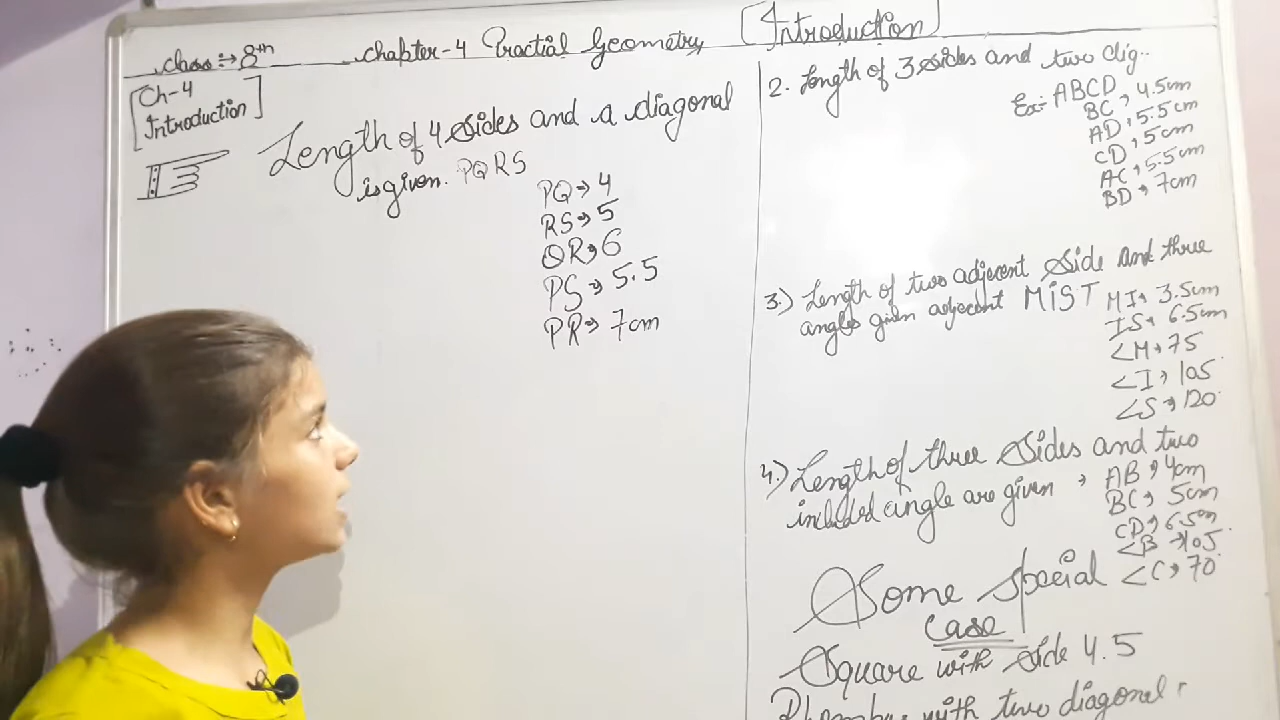 class :→ 8th chapter-4 Practial Geometry [Introduction]
[Ch-4
Introduction]
Length of 4 sides and a diagonal
is given. PQRS
PQ → 4
RS → 5
QR → 6
PS → 5.5
PR → 7cm
2. Length of 3 sides and two dig..
Ex:- ABCD
BC → 4.5cm
AD → 5.5cm
CD → 5cm
AC → 5.5cm
BD → 7cm
3.) Length of two adjecent side and three
angles given adjecent MIST
MI → 3.5cm
IS → 6.5cm
∠M → 75
∠I → 105
∠S → 120
4.) Length of three sides and two
included angle are given →
AB → 4cm
BC → 5cm
CD → 6.5cm
∠B → 105
∠C → 70
Some special
Case
Square with side 4.5
with two diagonal